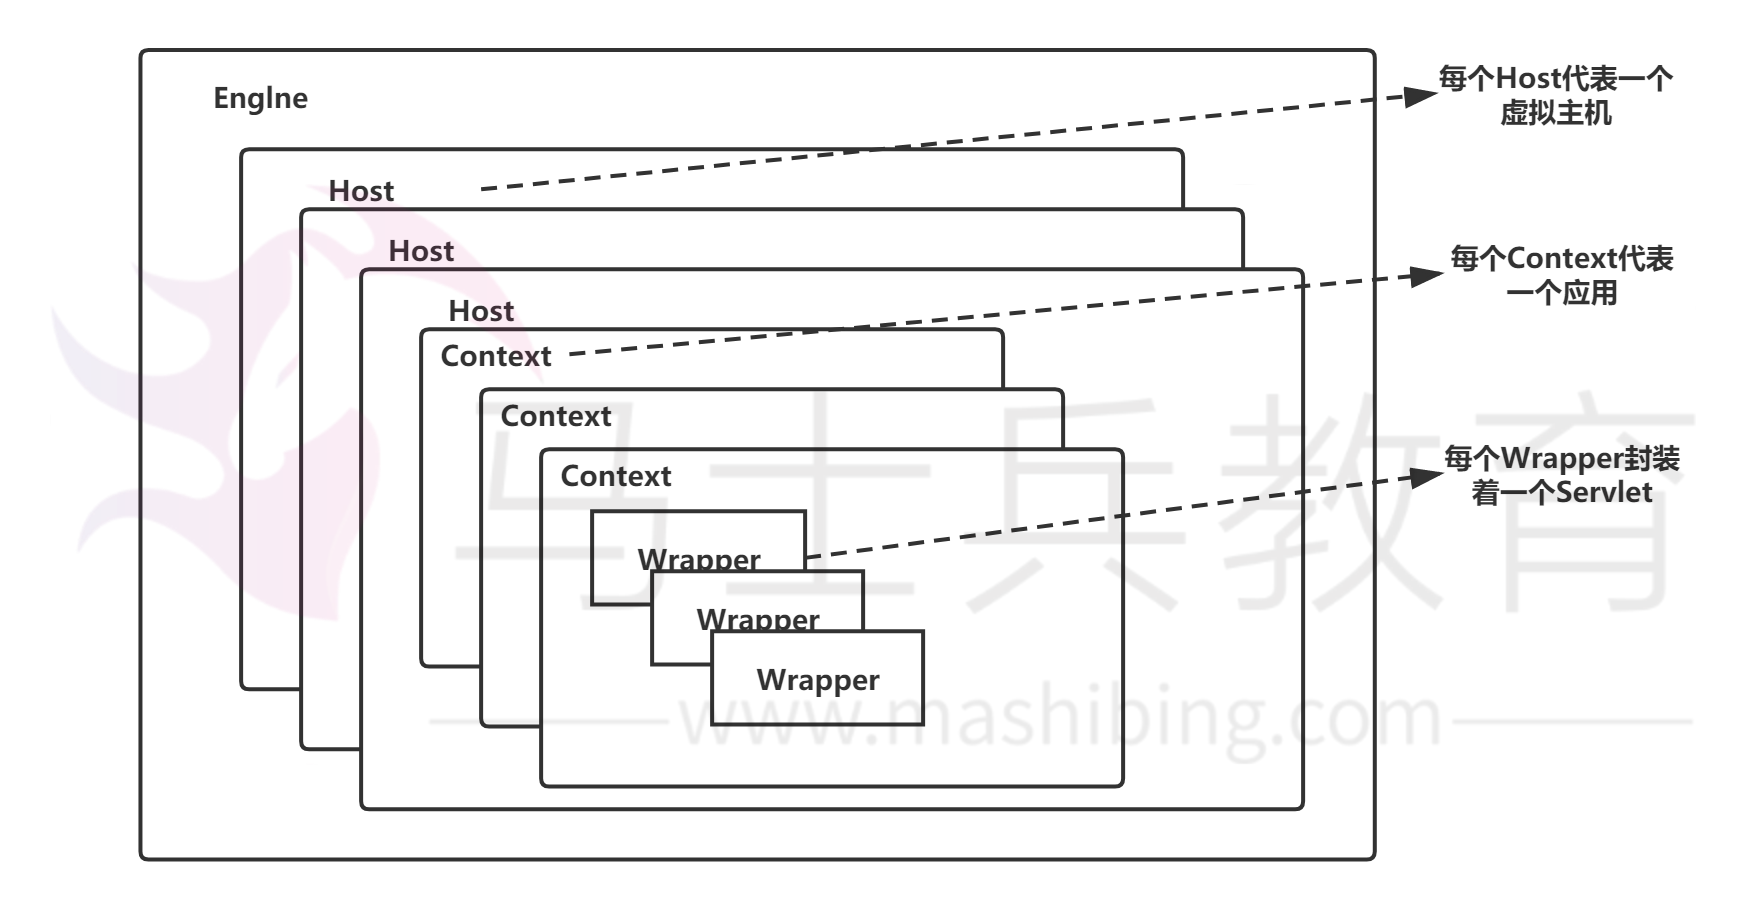 EngIne
每个Host代表一个
虚拟主机
Host
Host
每个Context代表
一个应用
Host
Context
Context
每个Wrapper封装
着一个Servlet
Context
Wrapper
Wrapper
Wrapper
马士兵教育
www.mashibing.com